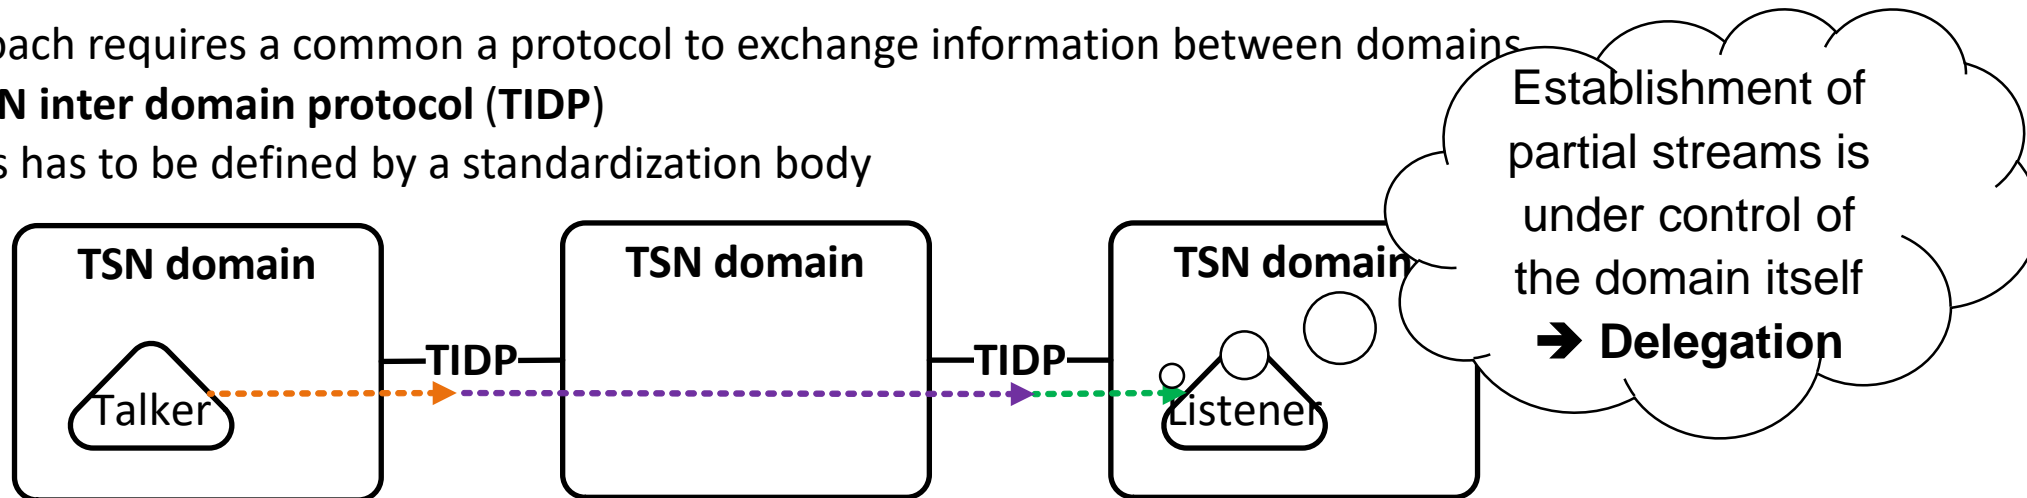 oach requires a common a protocol to exchange information between domains
N inter domain protocol (TIDP)
s has to be defined by a standardization body
Establishment of
partial streams is
under control of
the domain itself
➔ Delegation
TSN domain
TSN domain
TSN domain
TIDP
TIDP
Talker
Listener